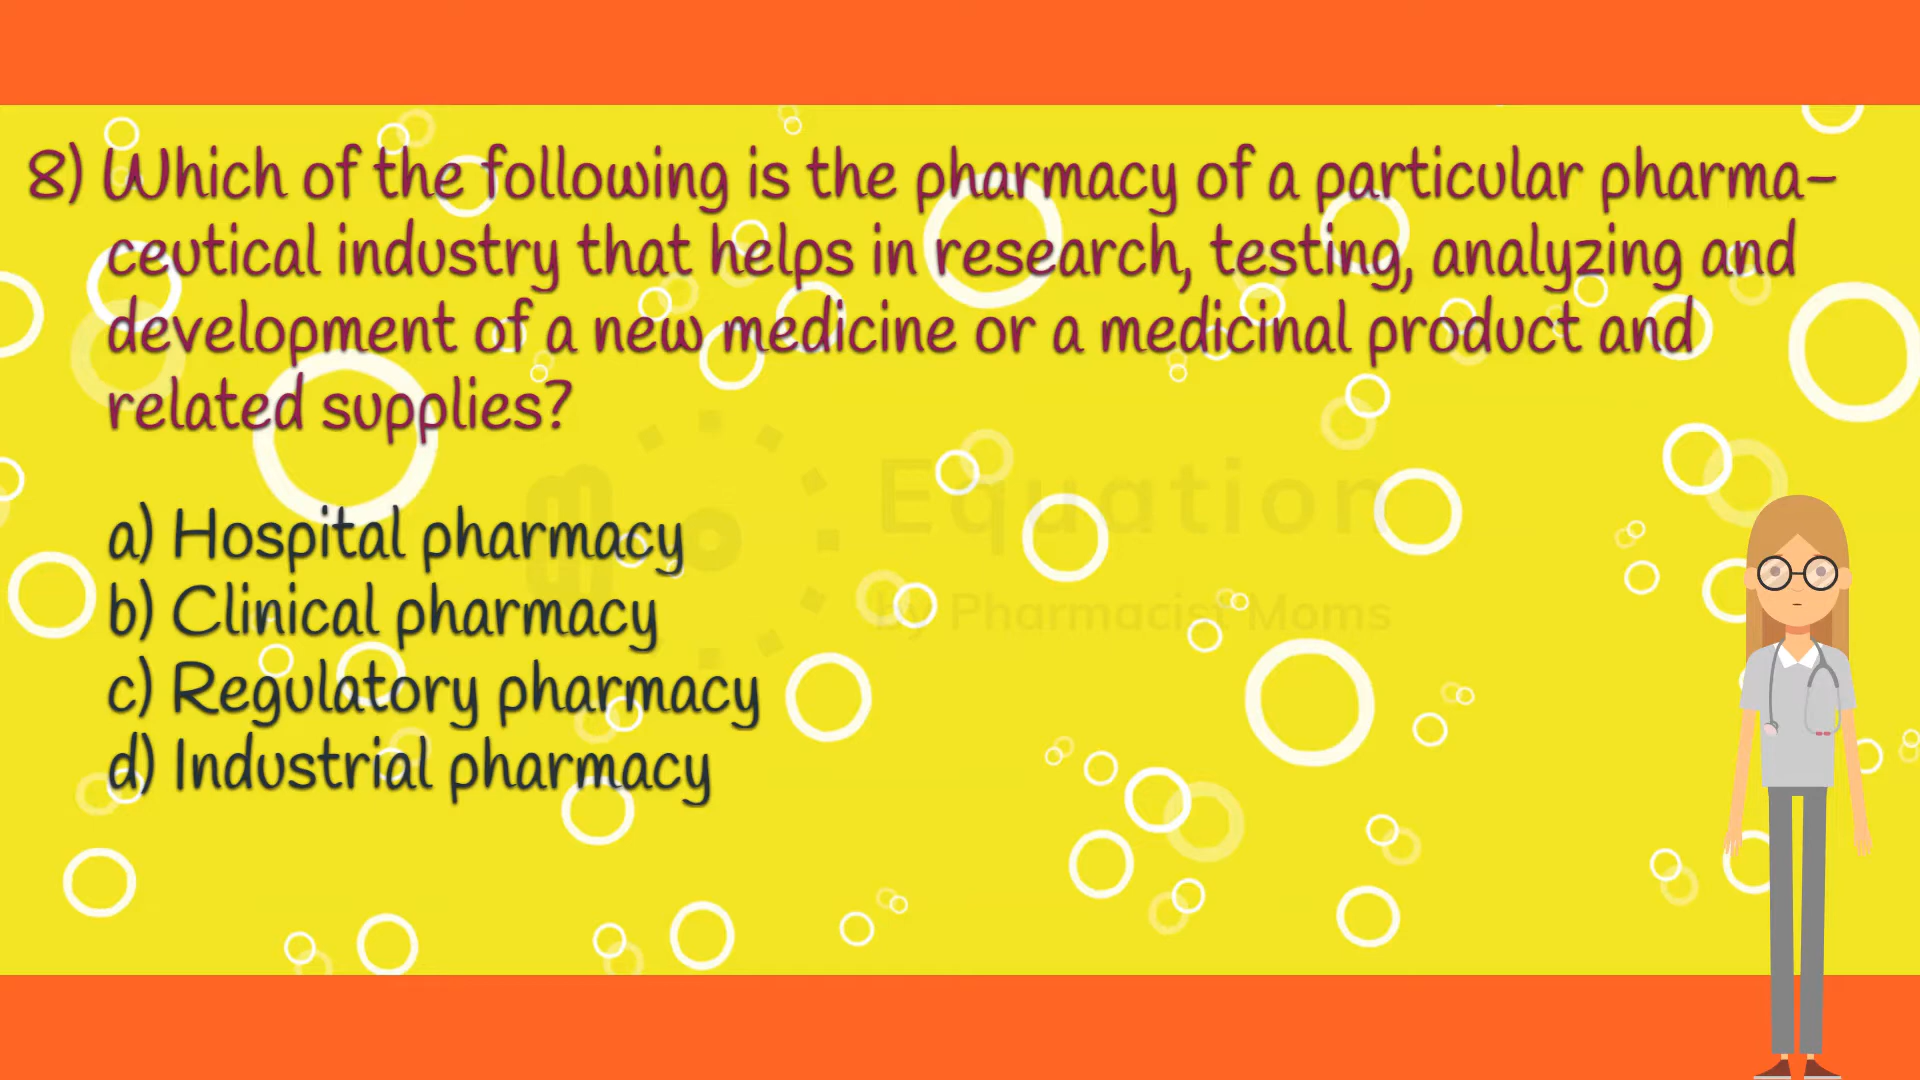 8) Which of the following is the pharmacy of a particular pharma-
ceutical industry that helps in research, testing, analyzing and
development of a new medicine or a medicinal product and
related supplies?
Equation
by Pharmacist Moms
a) Hospital pharmacy
b) Clinical pharmacy
c) Regulatory pharmacy
d) Industrial pharmacy